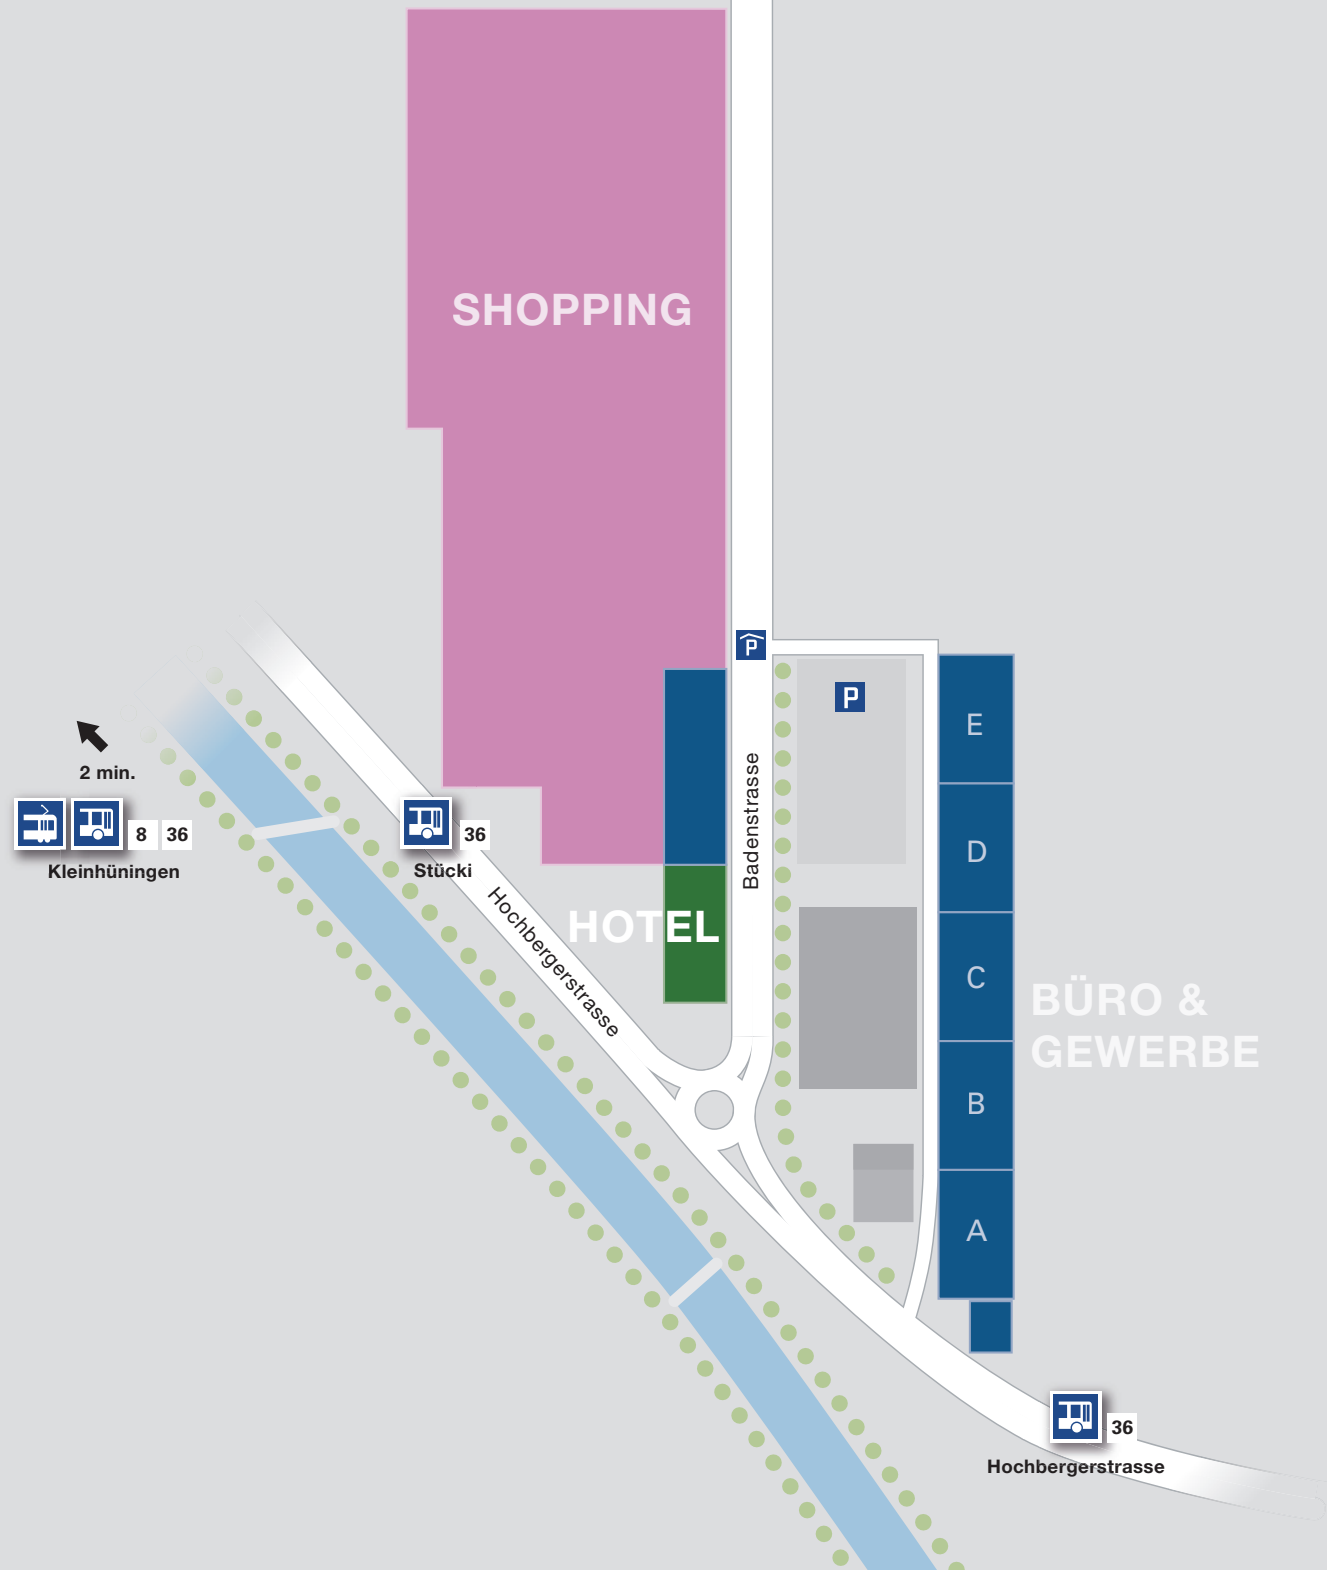 SHOPPING
P
P
E
2 min.
Badenstrasse
8 36
Kleinhüningen
36
Stücki
D
Hochbergerstrasse
HOTEL
C
BÜRO &
GEWERBE
B
A
36
Hochbergerstrasse